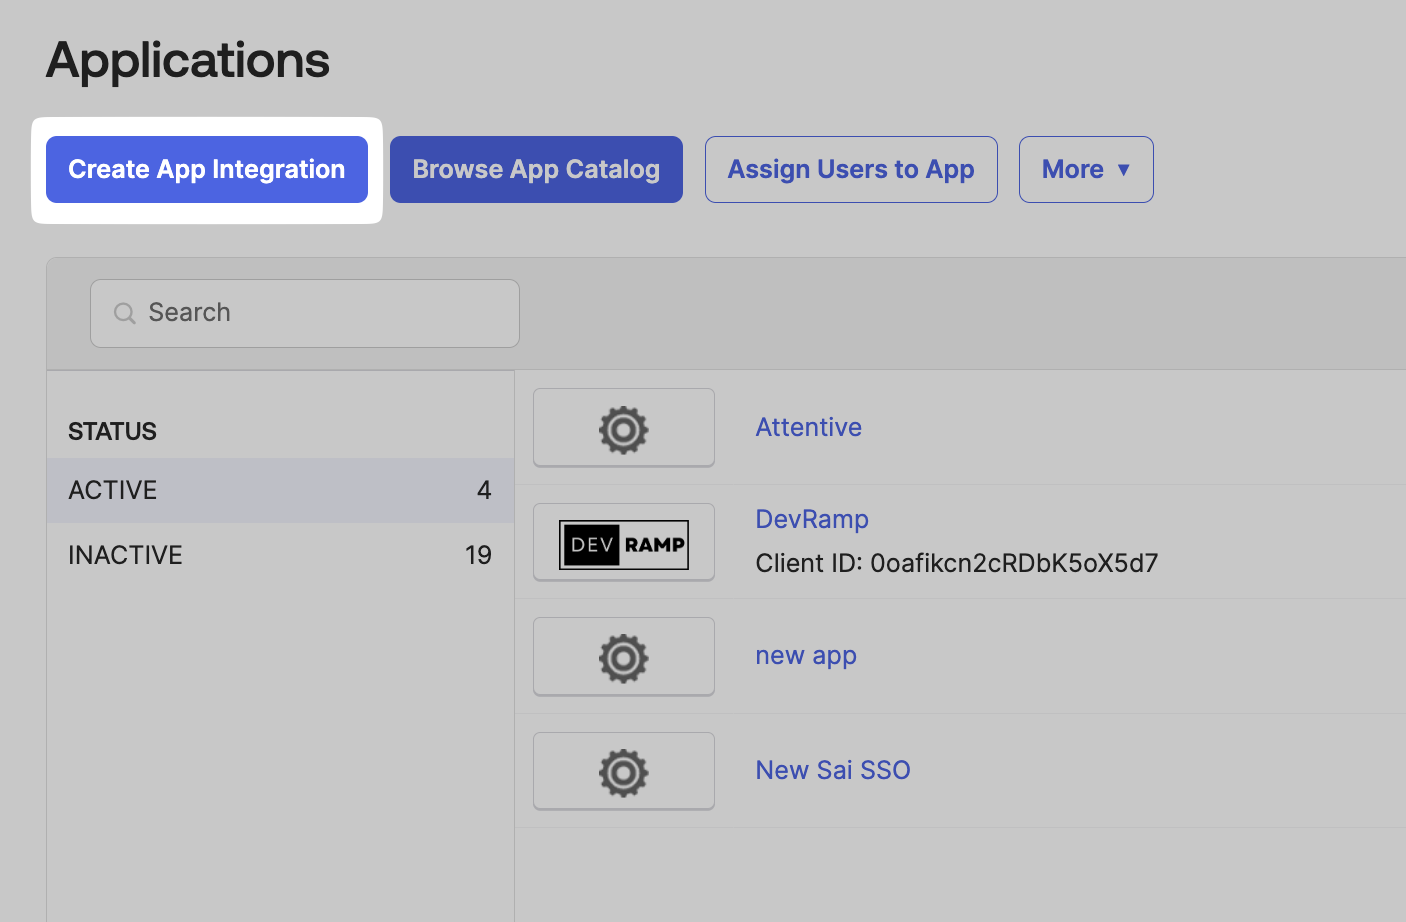 Applications
Create App Integration
Browse App Catalog
Assign Users to App
More ▼
Search
STATUS
ACTIVE 4
INACTIVE 19
Attentive
DEV RAMP
DevRamp
Client ID: 0oafikcn2cRDbK5oX5d7
new app
New Sai SSO